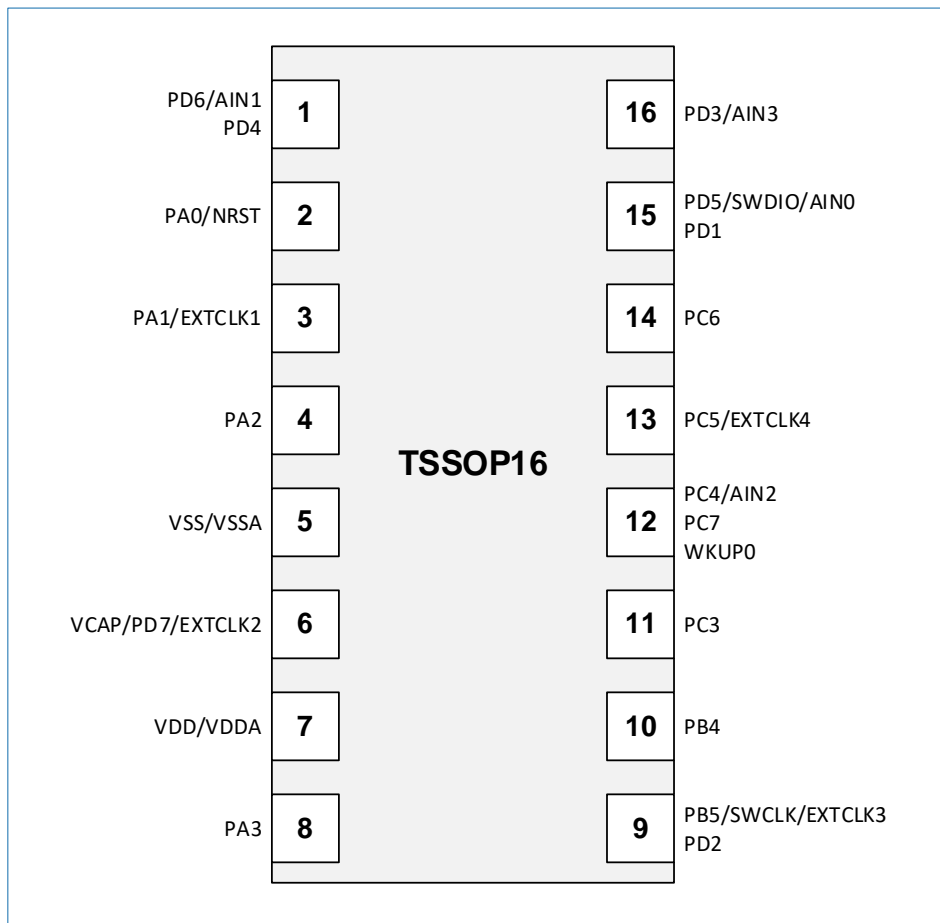 PD6/AIN1
PD4
1
PA0/NRST
2
PA1/EXTCLK1
3
PA2
4
VSS/VSSA
5
VCAP/PD7/EXTCLK2
6
VDD/VDDA
7
PA3
8
TSSOP16
16
PD3/AIN3
15
PD5/SWDIO/AIN0
PD1
14
PC6
13
PC5/EXTCLK4
12
PC4/AIN2
PC7
WKUP0
11
PC3
10
PB4
9
PB5/SWCLK/EXTCLK3
PD2